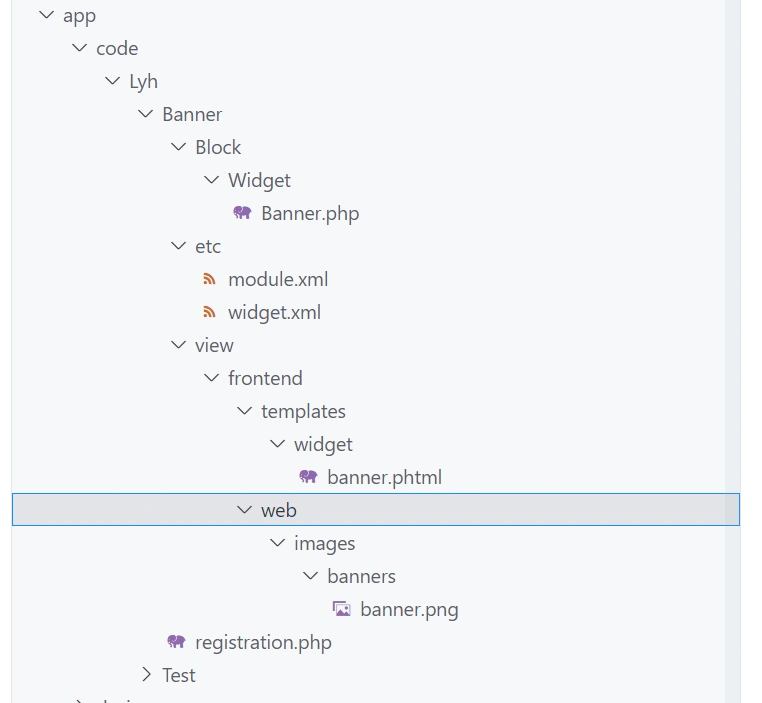 app
code
Lyh
Banner
Block
Widget
Banner.php
etc
module.xml
widget.xml
view
frontend
templates
widget
banner.phtml
web
images
banners
banner.png
registration.php
Test